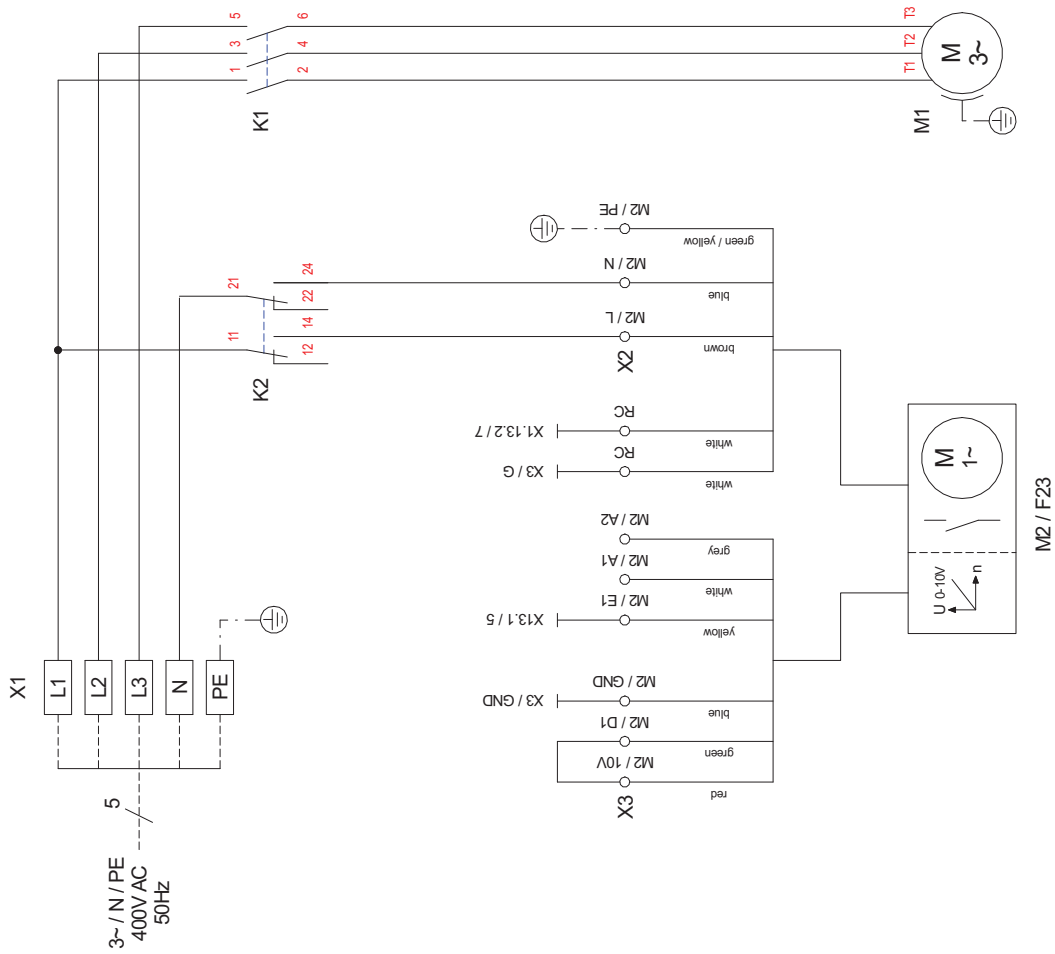 5
6
3
4
1
2
K1
T3
T2
T1
M
3~
M1
21
24
22
11
14
12
K2
M2 / PE
green / yellow
M2 / N
blue
M2 / L
brown
X2
X1.13.2 / 7
RC
white
X3 / G
RC
white
M2 / A2
grey
M2 / A1
white
X13.1 / 5
M2 / E1
yellow
X3 / GND
M2 / GND
blue
M2 / D1
green
M2 / 10V
red
X3
M
1~
U 0-10V
n
M2 / F23
X1
L1
L2
L3
N
PE
5
3~ / N / PE
400V AC
50Hz